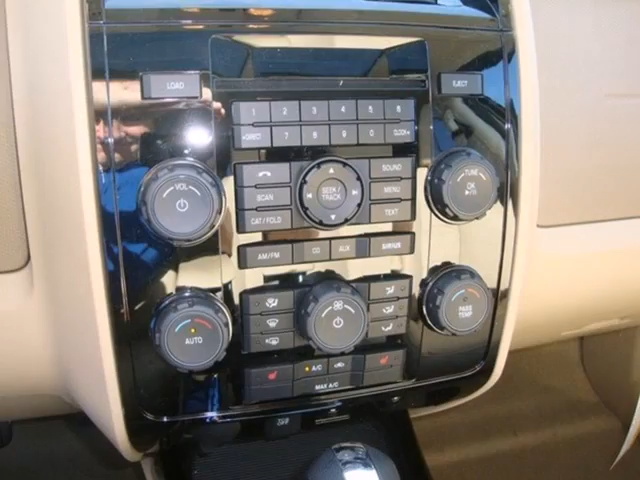 LOAD
EJECT
1 2 3 4 5 6
DIRECT 7 8 9 0 CLOCK
VOL
SCAN
CAT/FOLD
SEEK/
TRACK
SOUND
MENU
TEXT
TUNE
OK
AM/FM CD AUX SIRIUS
AUTO
PASS
TEMP
A/C
MAX A/C